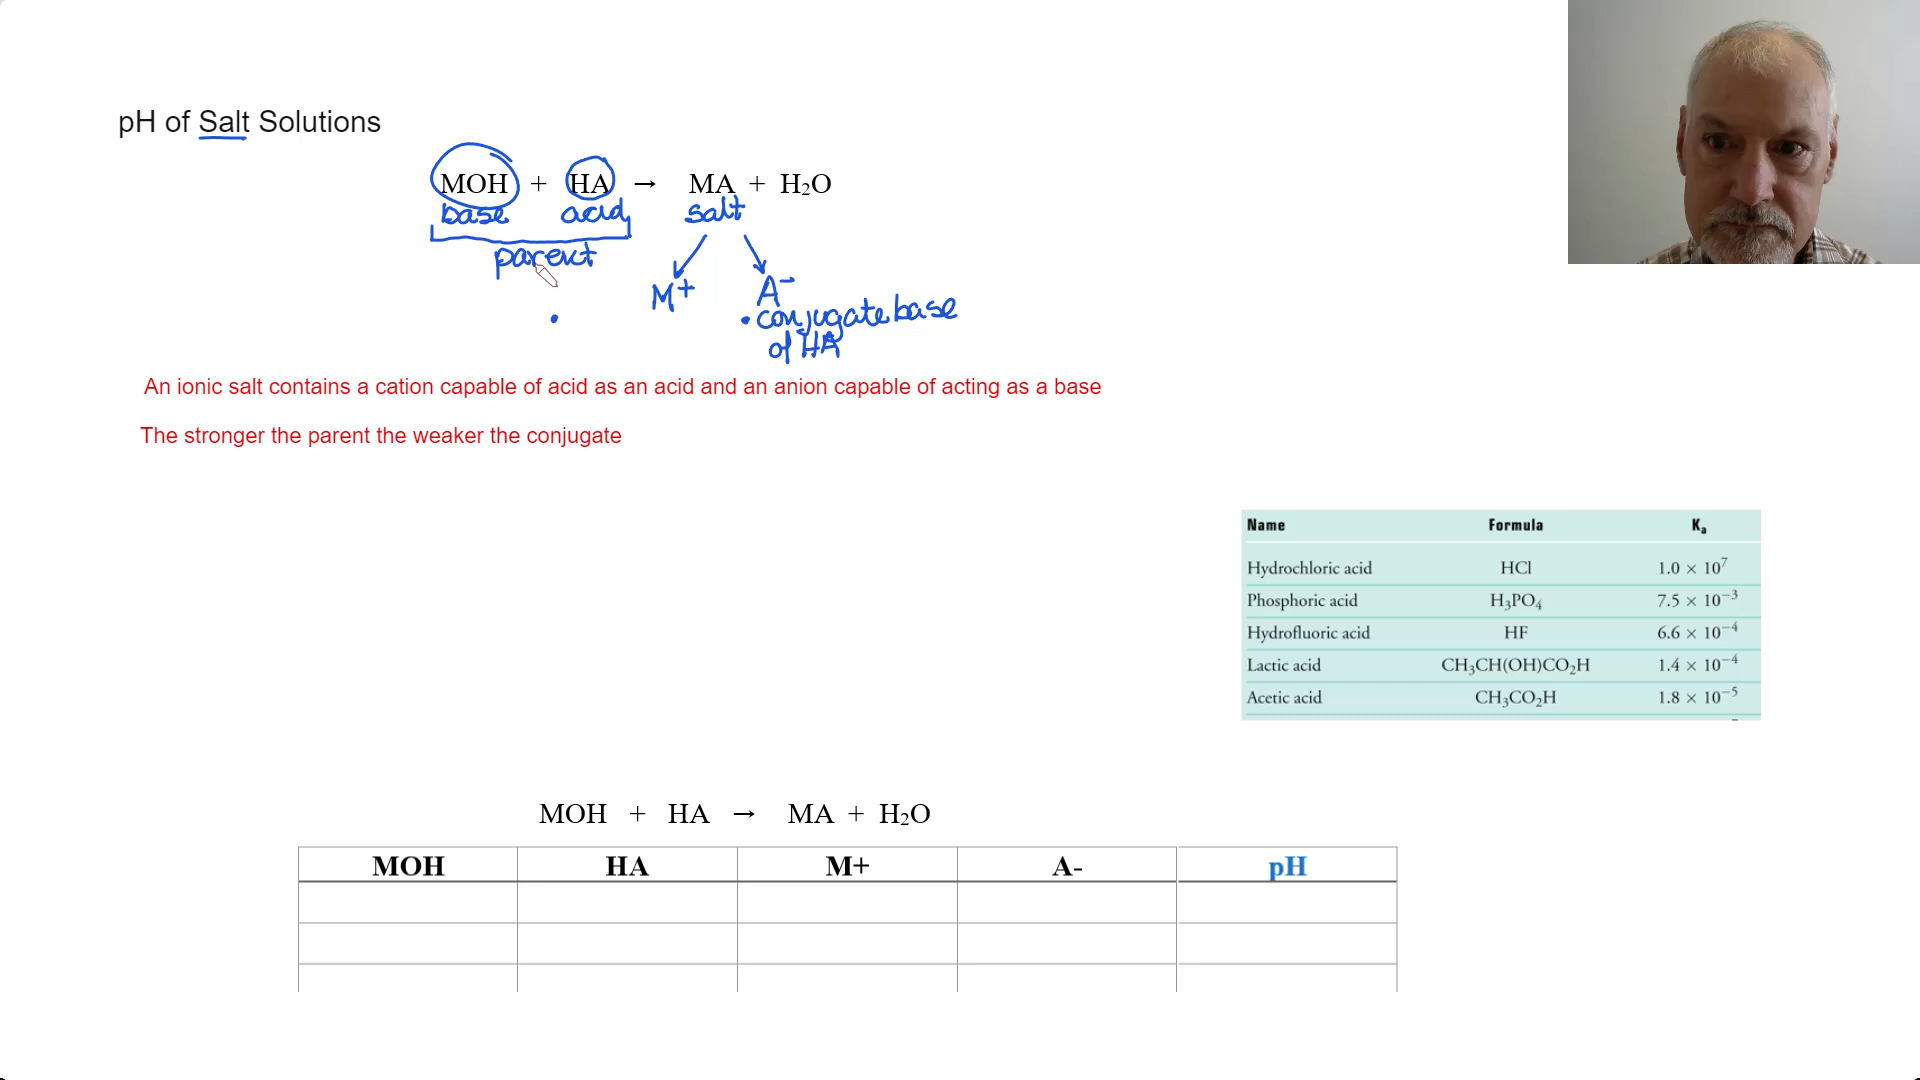 pH of Salt Solutions
MOH + HA → MA + H₂O
base acid salt
parent
M⁺ A⁻
• • conjugate base
of HA
An ionic salt contains a cation capable of acid as an acid and an anion capable of acting as a base
The stronger the parent the weaker the conjugate
Name Formula Kₐ
Hydrochloric acid HCl 1.0 × 10⁷
Phosphoric acid H₃PO₄ 7.5 × 10⁻³
Hydrofluoric acid HF 6.6 × 10⁻⁴
Lactic acid CH₃CH(OH)CO₂H 1.4 × 10⁻⁴
Acetic acid CH₃CO₂H 1.8 × 10⁻⁵
MOH + HA → MA + H₂O
MOH HA M+ A- pH